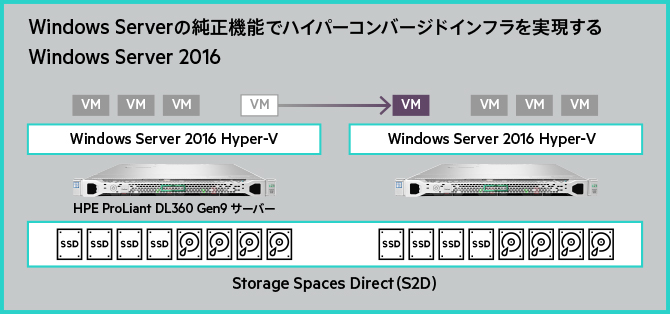 Windows Serverの純正機能でハイパーコンバージドインフラを実現する
Windows Server 2016
VM VM VM VM VM VM VM VM
Windows Server 2016 Hyper-V Windows Server 2016 Hyper-V
HPE ProLiant DL360 Gen9 サーバー
SSD SSD SSD SSD SSD SSD SSD SSD
Storage Spaces Direct (S2D)